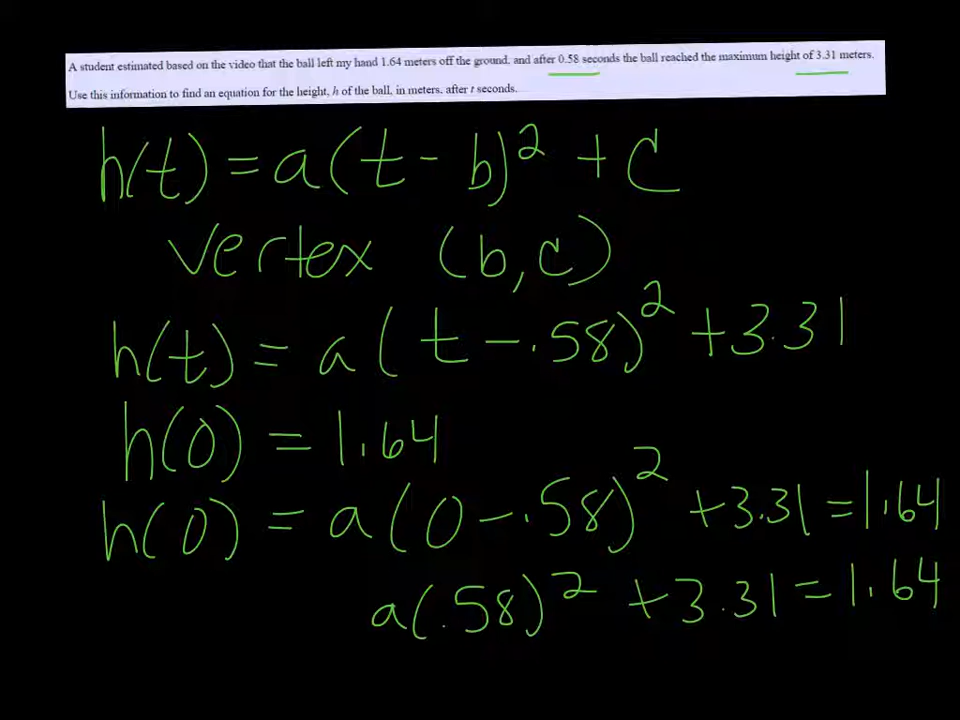 A student estimated based on the video that the ball left my hand 1.64 meters off the ground, and after 0.58 seconds the ball reached the maximum height of 3.31 meters.
Use this information to find an equation for the height, h of the ball, in meters, after t seconds.
h(t) = a(t - b)² + C
vertex (b, c)
h(t) = a(t - .58)² + 3.31
h(0) = 1.64
h(0) = a(0 - .58)² + 3.31 = 1.64
a(.58)² + 3.31 = 1.64